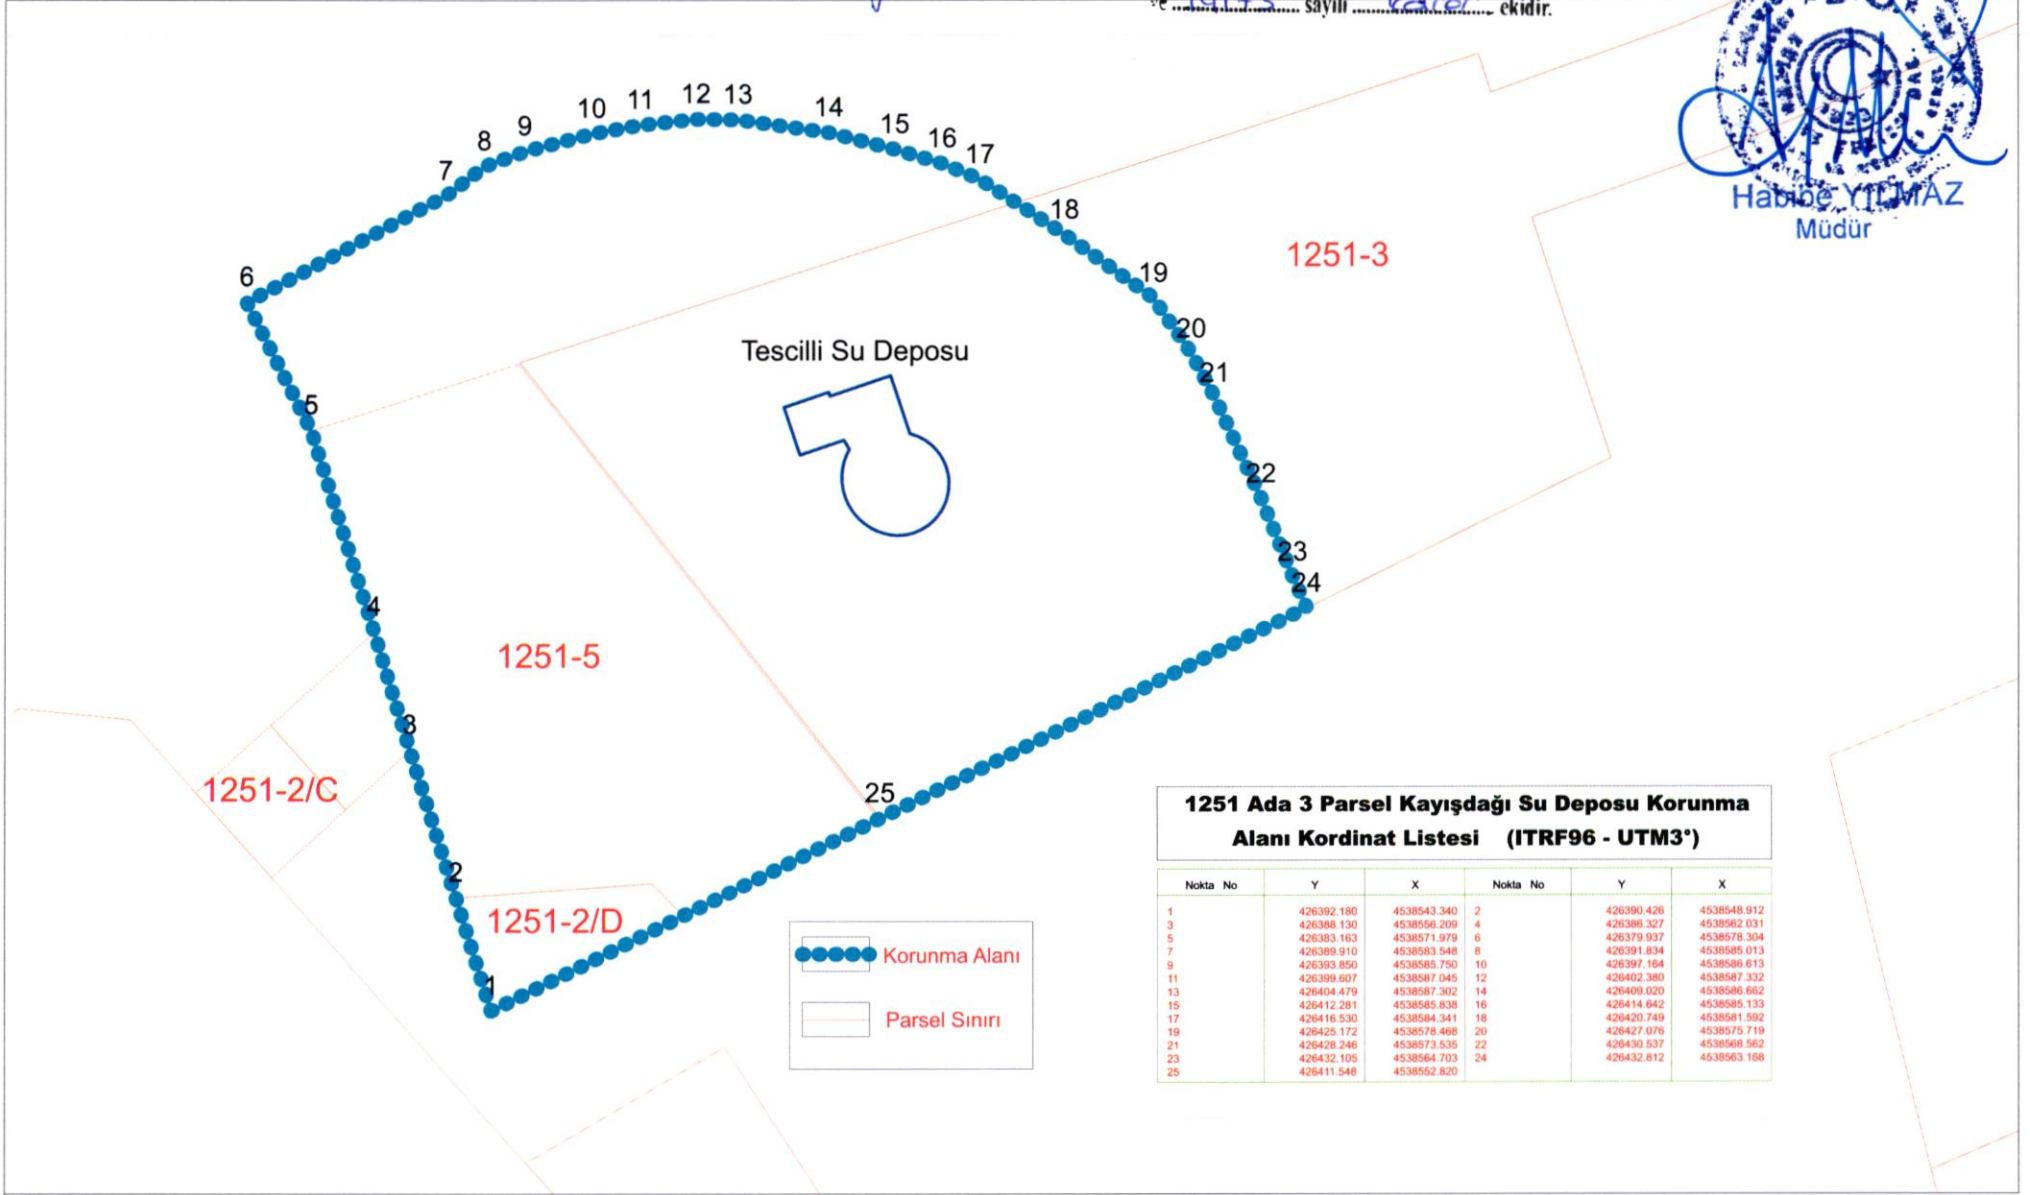 sayılı ekidir.
Habibe YILMAZ
Müdür
12 13
11
10 14
9 15
8 16
7 17
18
1251-3
19
6
20
Tescilli Su Deposu
21
5
22
23
24
4
1251-5
3
1251-2/C
25
2
1251-2/D
1
Korunma Alanı
Parsel Sınırı
1251 Ada 3 Parsel Kayışdağı Su Deposu Korunma
Alanı Kordinat Listesi (ITRF96 - UTM3°)
Nokta No Y X Nokta No Y X
1 426392.180 4538543.340 2 426390.426 4538548.912
3 426388.130 4538556.209 4 426386.327 4538562.031
5 426383.163 4538571.979 6 426379.937 4538578.304
7 426389.910 4538583.548 8 426391.834 4538585.013
9 426393.850 4538585.750 10 426397.164 4538586.613
11 426399.607 4538587.045 12 426402.380 4538587.332
13 426404.479 4538587.302 14 426409.020 4538586.662
15 426412.281 4538585.838 16 426414.642 4538585.133
17 426416.530 4538584.341 18 426420.749 4538581.592
19 426425.172 4538578.468 20 426427.076 4538575.719
21 426428.246 4538573.535 22 426430.537 4538568.562
23 426432.105 4538564.703 24 426432.812 4538563.168
25 426411.548 4538552.820